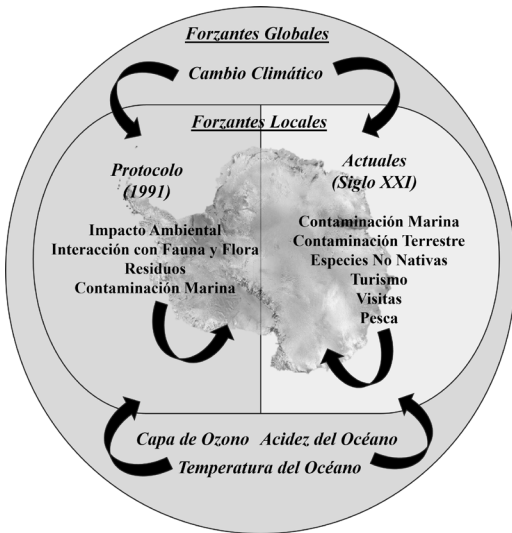 Forzantes Globales
Cambio Climático
Forzantes Locales
Protocolo
(1991)
Impacto Ambiental
Interacción con Fauna y Flora
Residuos
Contaminación Marina
Actuales
(Siglo XXI)
Contaminación Marina
Contaminación Terrestre
Especies No Nativas
Turismo
Visitas
Pesca
Capa de Ozono Acidez del Océano
Temperatura del Océano